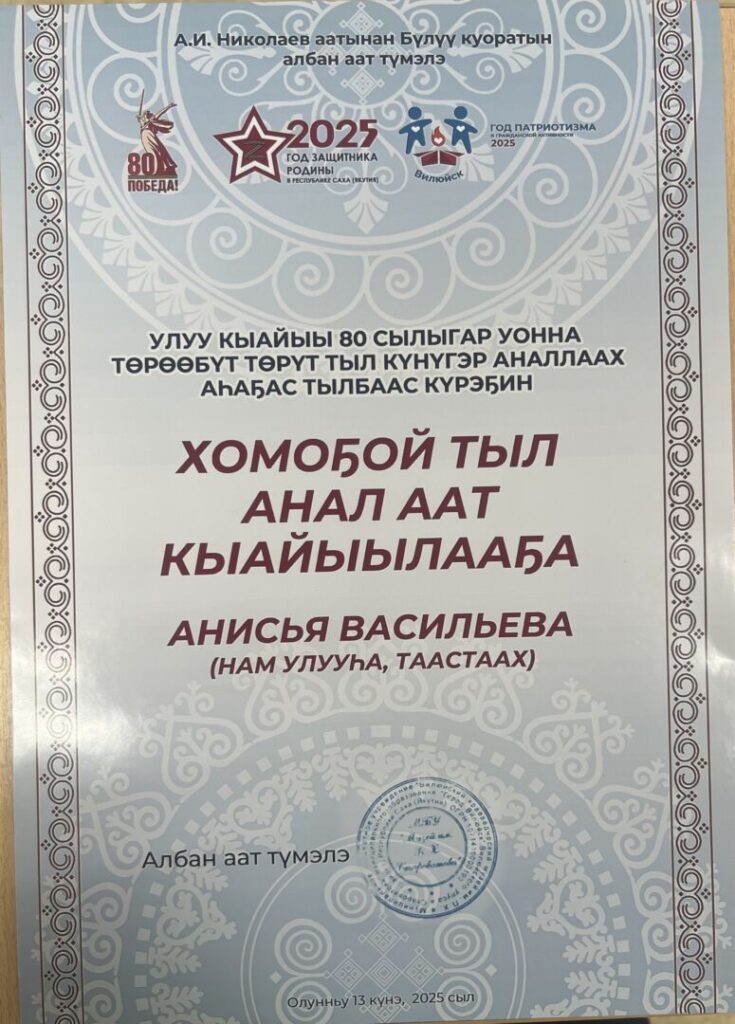 А.И. Николаев аатынан Бүлүү куоратын
албан аат түмэлэ
80
ПОБЕДА!
2025
ГОД ЗАЩИТНИКА
РОДИНЫ
В РЕСПУБЛИКЕ САХА (ЯКУТИЯ)
ВИЛЮЙСК
ГОД ПАТРИОТИЗМА
И ГРАЖДАНСКОЙ АКТИВНОСТИ
2025
УЛУУ КЫАЙЫЫ 80 СЫЛЫГАР УОННА
ТӨРӨӨБҮТ ТӨРҮТ ТЫЛ КҮНҮГЭР АНАЛЛААХ
АҺАҔАС ТЫЛБААС КҮРЭҔИН
ХОМОҔОЙ ТЫЛ
АНАЛ ААТ
КЫАЙЫЫЛААҔА
АНИСЬЯ ВАСИЛЬЕВА
(НАМ УЛУУҺА, ТААСТААХ)
Албан аат түмэлэ
Олунньу 13 күнэ, 2025 сыл